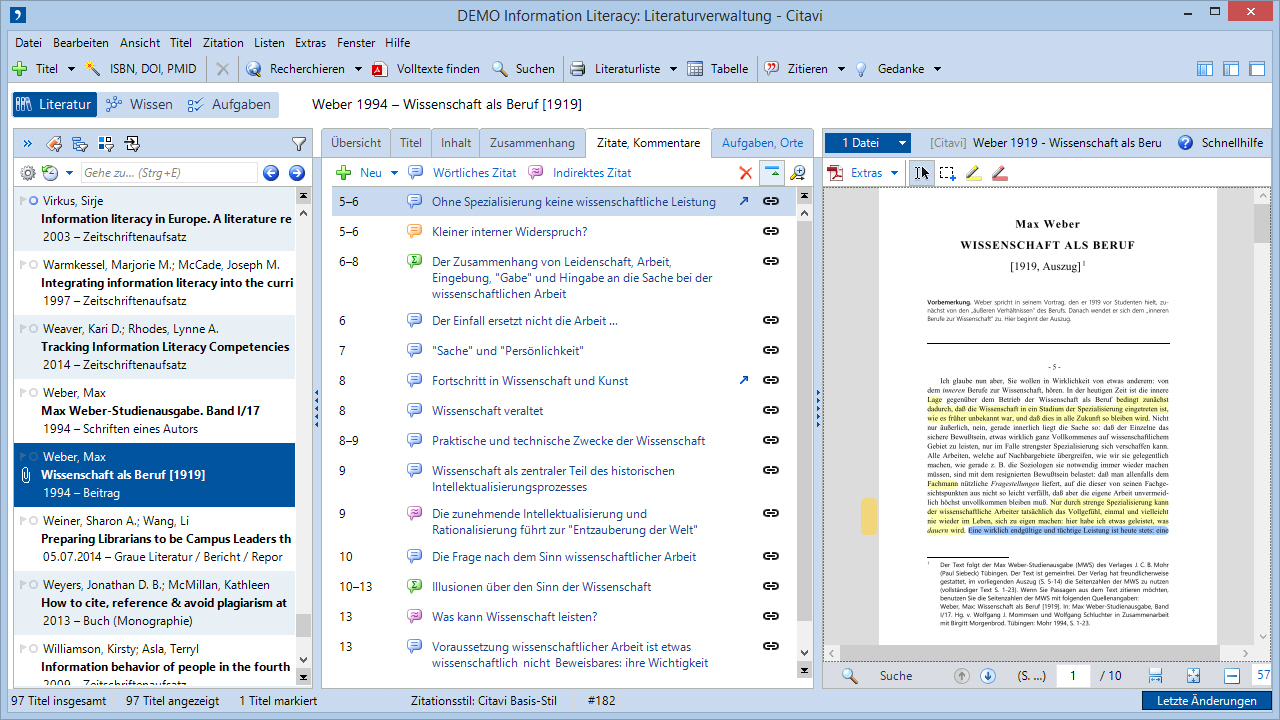 DEMO Information Literacy: Literaturverwaltung - Citavi
Datei Bearbeiten Ansicht Titel Zitation Listen Extras Fenster Hilfe
Titel ISBN, DOI, PMID Recherchieren Volltexte finden Suchen Literaturliste Tabelle Zitieren Gedanke
Literatur Wissen Aufgaben Weber 1994 – Wissenschaft als Beruf [1919]
Gehe zu... (Strg+E)
Virkus, Sirje
Information literacy in Europe. A literature re
2003 – Zeitschriftenaufsatz
Warmkessel, Marjorie M.; McCade, Joseph M.
Integrating information literacy into the curri
1997 – Zeitschriftenaufsatz
Weaver, Kari D.; Rhodes, Lynne A.
Tracking Information Literacy Competencies
2014 – Zeitschriftenaufsatz
Weber, Max
Max Weber-Studienausgabe. Band I/17
1994 – Schriften eines Autors
Weber, Max
Wissenschaft als Beruf [1919]
1994 – Beitrag
Weiner, Sharon A.; Wang, Li
Preparing Librarians to be Campus Leaders th
05.07.2014 – Graue Literatur / Bericht / Repor
Weyers, Jonathan D. B.; McMillan, Kathleen
How to cite, reference & avoid plagiarism at
2013 – Buch (Monographie)
Williamson, Kirsty; Asla, Terryl
Information behavior of people in the fourth
2009 – Zeitschriftenaufsatz
Übersicht Titel Inhalt Zusammenhang Zitate, Kommentare Aufgaben, Orte
Neu Wörtliches Zitat Indirektes Zitat
5–6 Ohne Spezialisierung keine wissenschaftliche Leistung
5–6 Kleiner interner Widerspruch?
6–8 Der Zusammenhang von Leidenschaft, Arbeit,
Eingebung, "Gabe" und Hingabe an die Sache bei der
wissenschaftlichen Arbeit
6 Der Einfall ersetzt nicht die Arbeit ...
7 "Sache" und "Persönlichkeit"
8 Fortschritt in Wissenschaft und Kunst
8 Wissenschaft veraltet
8–9 Praktische und technische Zwecke der Wissenschaft
9 Wissenschaft als zentraler Teil des historischen
Intellektualisierungsprozesses
9 Die zunehmende Intellektualisierung und
Rationalisierung führt zur "Entzauberung der Welt"
10 Die Frage nach dem Sinn wissenschaftlicher Arbeit
10–13 Illusionen über den Sinn der Wissenschaft
13 Was kann Wissenschaft leisten?
13 Voraussetzung wissenschaftlicher Arbeit ist etwas
wissenschaftlich nicht Beweisbares: ihre Wichtigkeit
1 Datei [Citavi] Weber 1919 - Wissenschaft als Beru Schnellhilfe
Extras
Max Weber
WISSENSCHAFT ALS BERUF
[1919, Auszug] 1
Vorbemerkung. Weber spricht in seinem Vortrag, den er 1919 vor Studenten hielt, zu-
nächst von den „äußeren Verhältnissen" des Berufs. Danach wendet er sich dem „inneren
Berufe zur Wissenschaft" zu. Hier beginnt der Auszug.
- 5 -
Ich glaube nun aber, Sie wollen in Wirklichkeit von etwas anderem: von
dem inneren Berufe zur Wissenschaft, hören. In der heutigen Zeit ist die innere
Lage gegenüber dem Betrieb der Wissenschaft als Beruf bedingt zunächst
dadurch, daß die Wissenschaft in ein Stadium der Spezialisierung eingetreten ist,
wie es früher unbekannt war, und daß dies in alle Zukunft so bleiben wird. Nicht
nur äußerlich, nein, gerade innerlich liegt die Sache so: daß der Einzelne das
sichere Bewußtsein, etwas wirklich ganz Vollkommenes auf wissenschaftlichem
Gebiet zu leisten, nur im Falle strengster Spezialisierung sich verschaffen kann.
Alle Arbeiten, welche auf Nachbargebiete übergreifen, wie wir sie gelegentlich
machen, wie gerade z. B. die Soziologen sie notwendig immer wieder machen
müssen, sind mit dem resignierten Bewußtsein belastet: daß man allenfalls dem
Fachmann nützliche Fragestellungen liefert, auf die dieser von seinen Fachge-
sichtspunkten aus nicht so leicht verfällt, daß aber die eigene Arbeit unvermeid-
lich höchst unvollkommen bleiben muß. Nur durch strenge Spezialisierung kann
der wissenschaftliche Arbeiter tatsächlich das Vollgefühl, einmal und vielleicht
nie wieder im Leben, sich zu eigen machen: hier habe ich etwas geleistet, was
dauern wird. Eine wirklich endgültige und tüchtige Leistung ist heute stets: eine
1 Der Text folgt der Max Weber-Studienausgabe (MWS) des Verlages J. C. B. Mohr
(Paul Siebeck) Tübingen. Der Text ist gemeinfrei. Der Verlag hat freundlicherweise
gestattet, im vorliegenden Auszug (S. 5-14) die Seitenzahlen der MWS zu nutzen
(vollständiger Text S. 1-23). Wenn Sie Passagen aus dem Text zitieren möchten,
benutzen Sie die Seitenzahlen der MWS mit folgenden Quellenangaben:
Weber, Max: Wissenschaft als Beruf [1919]. In: Max Weber-Studienausgabe, Band
I/17. Hg. v. Wolfgang J. Mommsen und Wolfgang Schluchter in Zusammenarbeit
mit Birgitt Morgenbrod. Tübingen: Mohr 1994, S. 1-23.
Suche (S. ...) 1 / 10 57
97 Titel insgesamt 97 Titel angezeigt 1 Titel markiert Zitationsstil: Citavi Basis-Stil #182 Letzte Änderungen